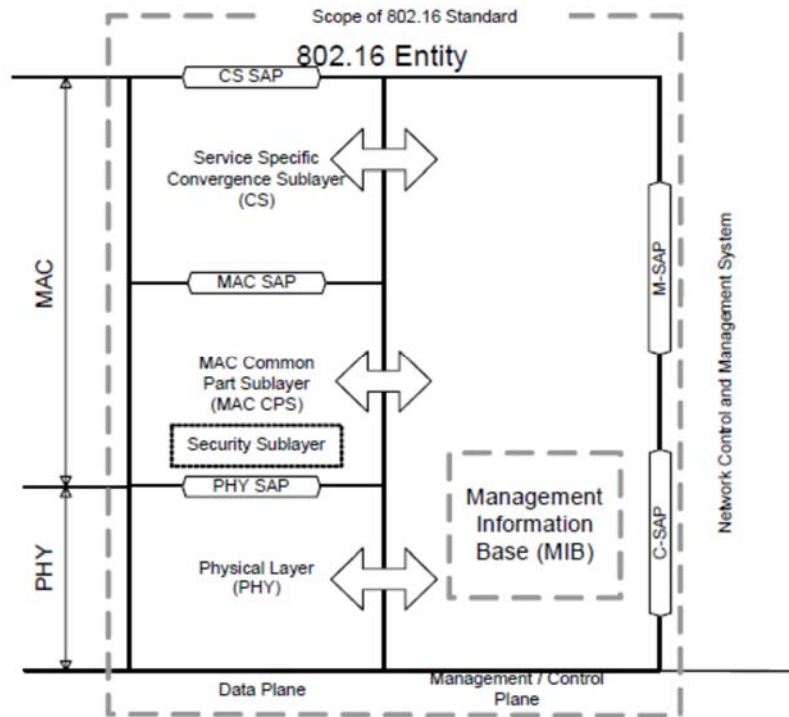 Scope of 802.16 Standard
802.16 Entity
CS SAP
Service Specific
Convergence Sublayer
(CS)
MAC SAP
MAC
MAC Common
Part Sublayer
(MAC CPS)
Security Sublayer
PHY SAP
PHY
Physical Layer
(PHY)
Management
Information
Base (MIB)
M-SAP
C-SAP
Network Control and Management System
Data Plane
Management / Control
Plane